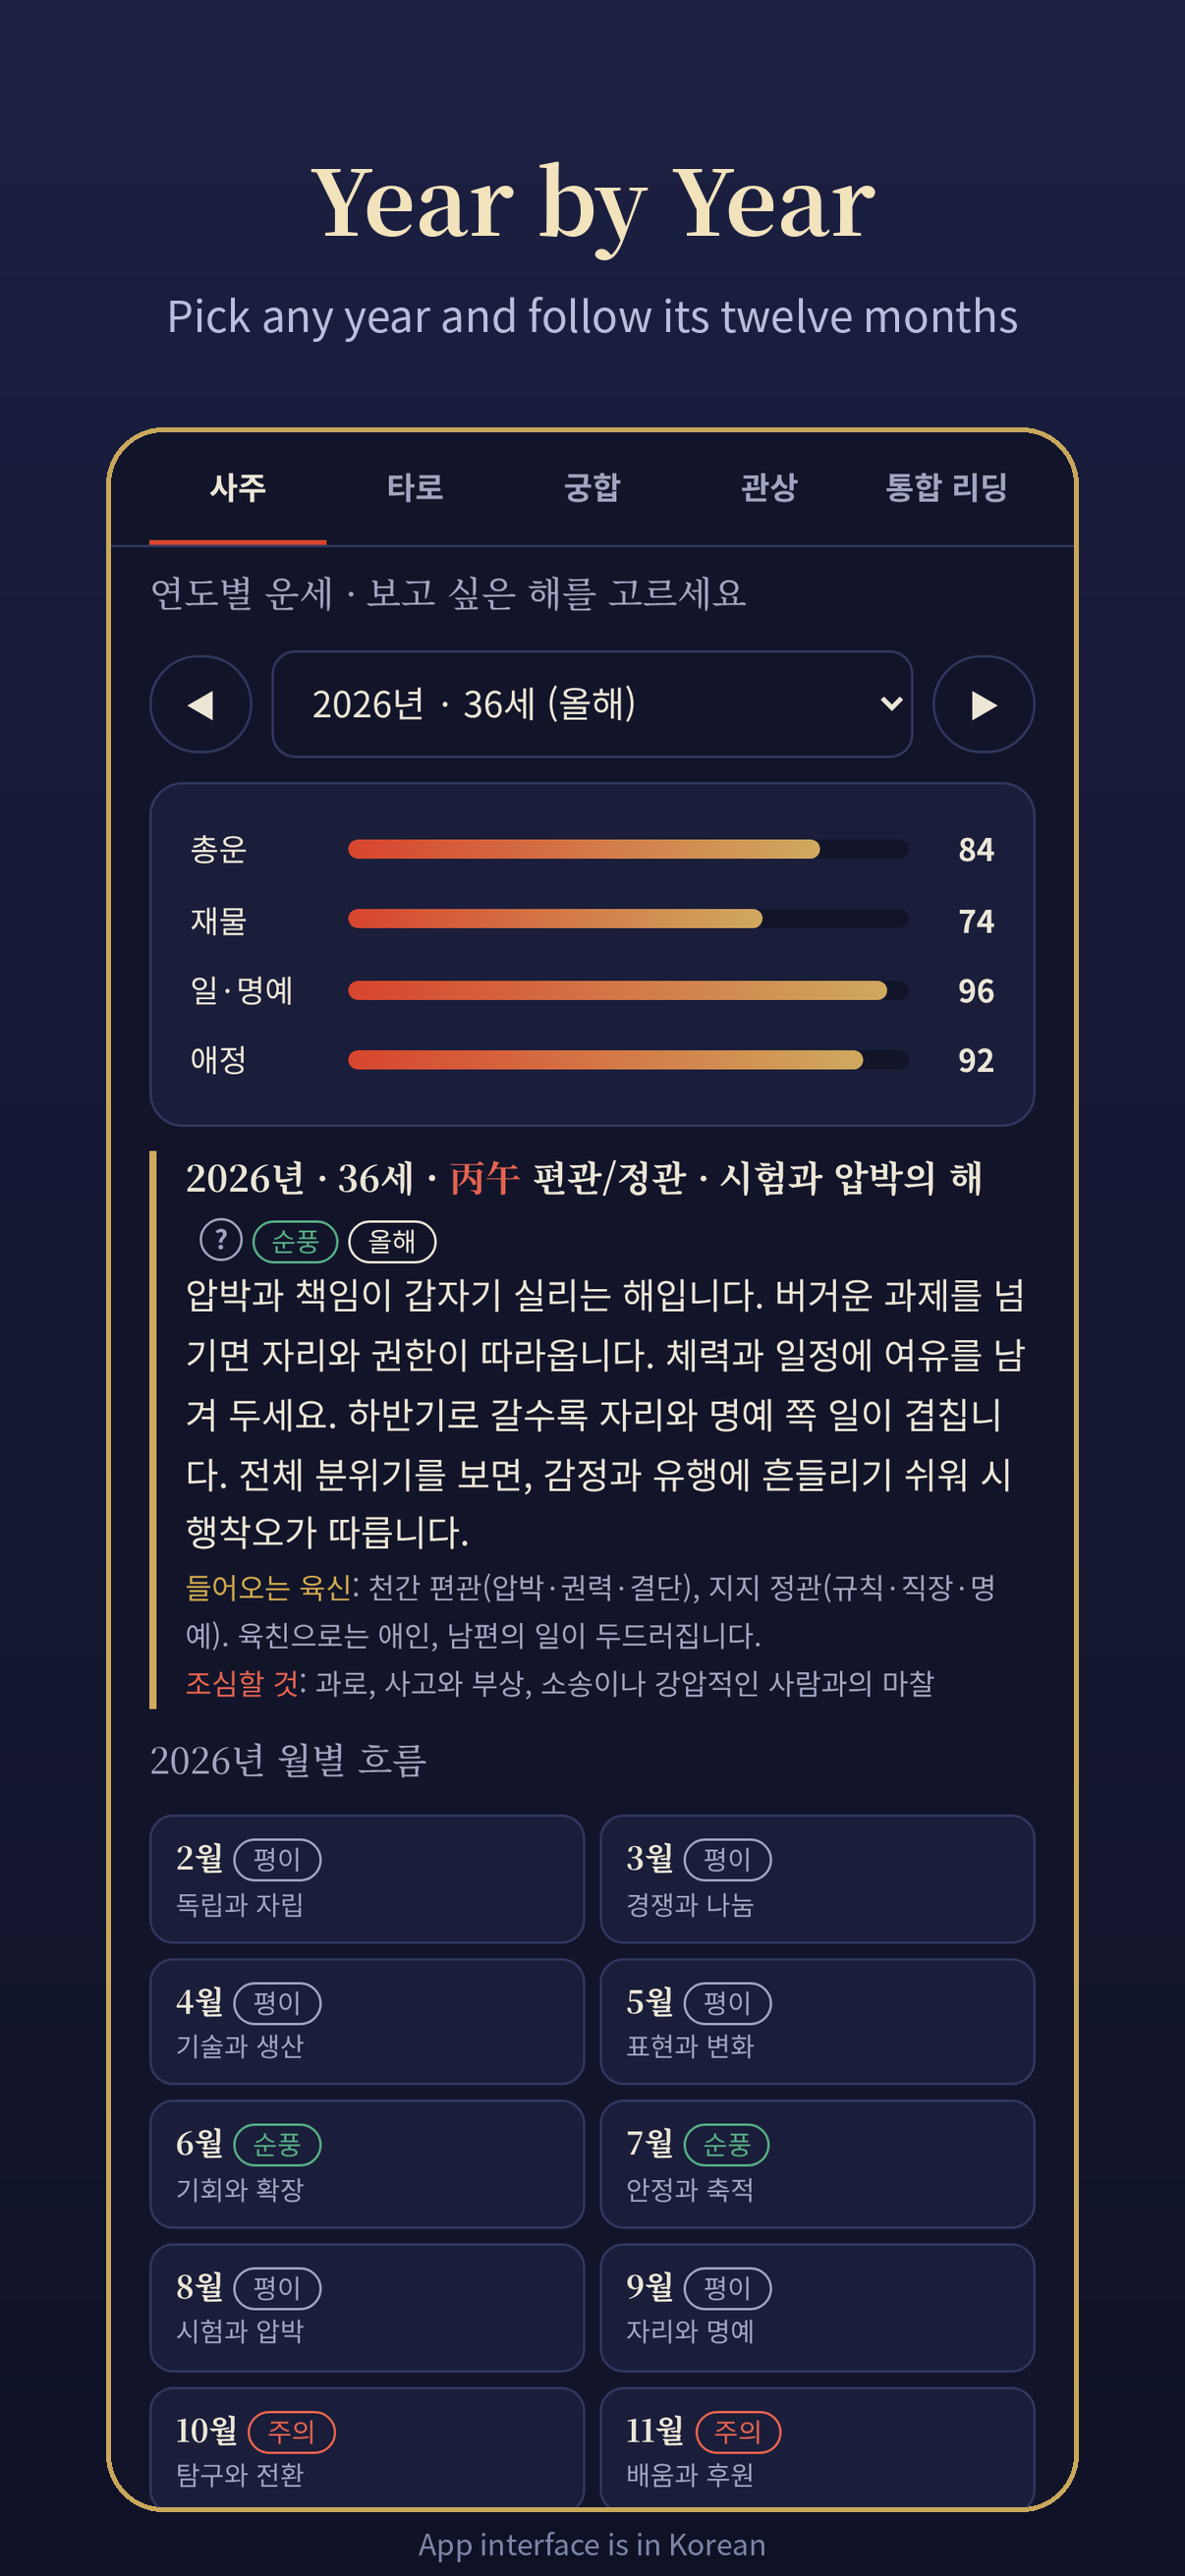 Year by Year
Pick any year and follow its twelve months
사주 타로 궁합 관상 통합 리딩
연도별 운세 · 보고 싶은 해를 고르세요
◀ 2026년 · 36세 (올해) ▶
총운 84
재물 74
일·명예 96
애정 92
2026년 · 36세 · 丙午 편관/정관 · 시험과 압박의 해
? 순풍 올해
압박과 책임이 갑자기 실리는 해입니다. 버거운 과제를 넘
기면 자리와 권한이 따라옵니다. 체력과 일정에 여유를 남
겨 두세요. 하반기로 갈수록 자리와 명예 쪽 일이 겹칩니
다. 전체 분위기를 보면, 감정과 유행에 흔들리기 쉬워 시
행착오가 따릅니다.
들어오는 육신: 천간 편관(압박·권력·결단), 지지 정관(규칙·직장·명
예). 육친으로는 애인, 남편의 일이 두드러집니다.
조심할 것: 과로, 사고와 부상, 소송이나 강압적인 사람과의 마찰
2026년 월별 흐름
2월 평이 3월 평이
독립과 자립 경쟁과 나눔
4월 평이 5월 평이
기술과 생산 표현과 변화
6월 순풍 7월 순풍
기회와 확장 안정과 축적
8월 평이 9월 평이
시험과 압박 자리와 명예
10월 주의 11월 주의
탐구와 전환 배움과 후원
App interface is in Korean